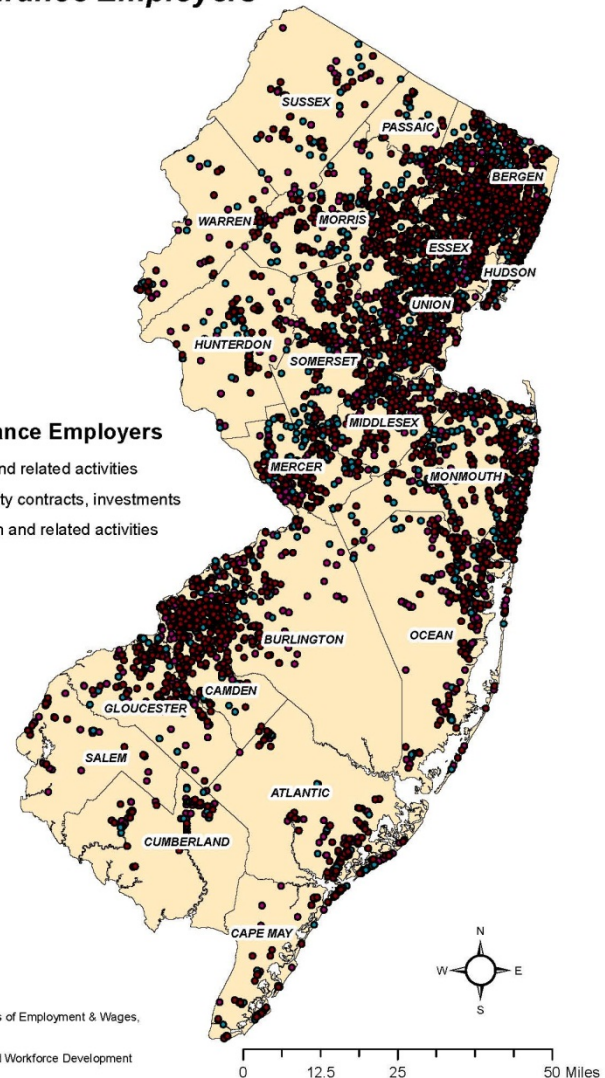 rance Employers
SUSSEX
PASSAIC
BERGEN
WARREN
MORRIS
ESSEX
HUDSON
UNION
HUNTERDON
SOMERSET
MIDDLESEX
ance Employers
nd related activities
MERCER
MONMOUTH
ty contracts, investments
n and related activities
BURLINGTON
OCEAN
CAMDEN
GLOUCESTER
SALEM
ATLANTIC
CUMBERLAND
CAPE MAY
N
W E
S
s of Employment & Wages,
d Workforce Development
0 12.5 25 50 Miles